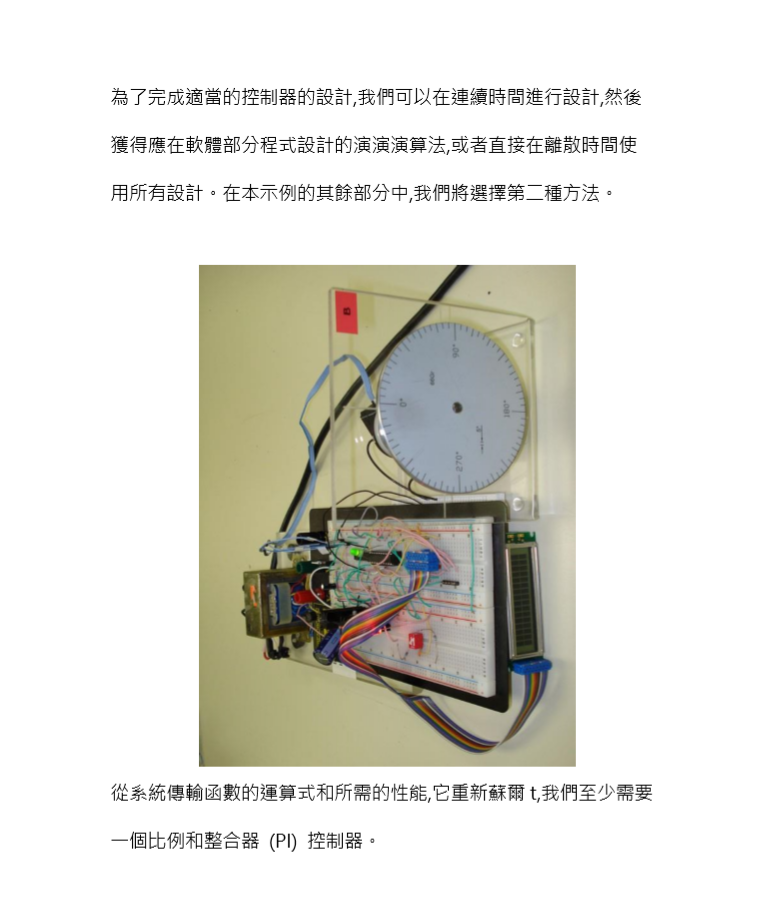 為了完成適當的控制器的設計,我們可以在連續時間進行設計,然後
獲得應在軟體部分程式設計的演演演算法,或者直接在離散時間使
用所有設計。在本示例的其餘部分中,我們將選擇第二種方法。
B
90°
0°
180°
270°
從系統傳輸函數的運算式和所需的性能,它重新蘇爾 t,我們至少需要
一個比例和整合器 (PI) 控制器。